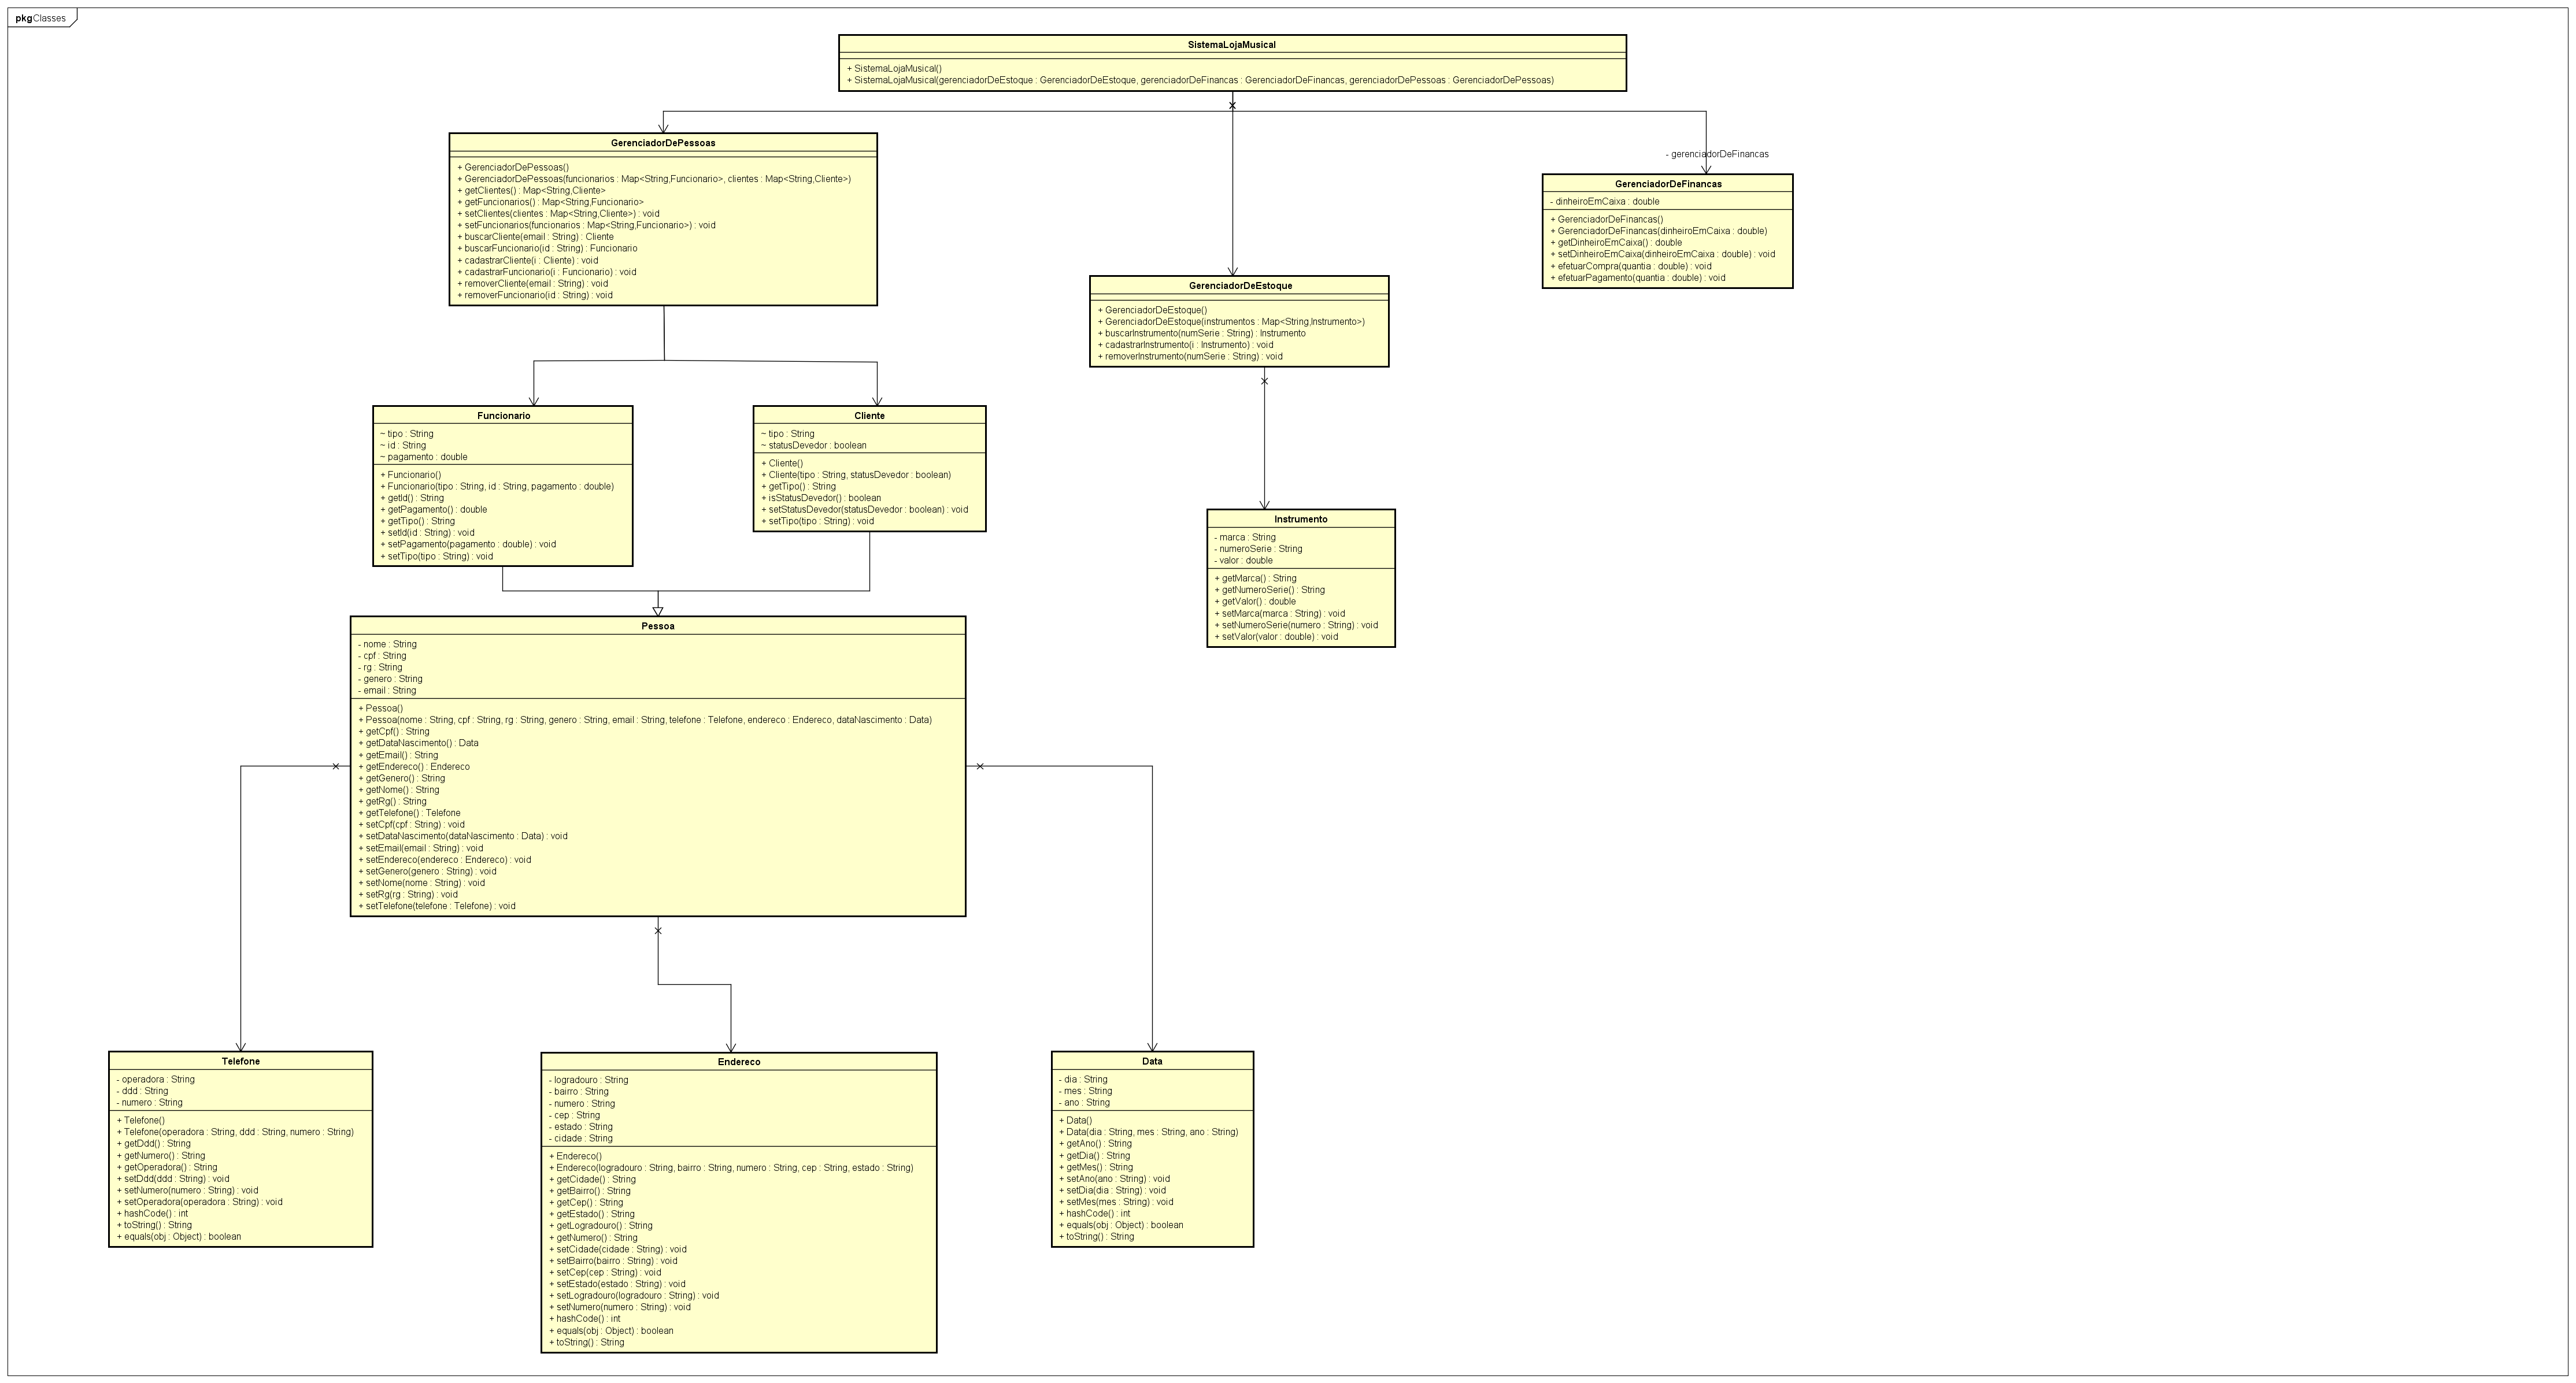 pkg Classes
SistemaLojaMusical
+ SistemaLojaMusical()
+ SistemaLojaMusical(gerenciadorDeEstoque : GerenciadorDeEstoque, gerenciadorDeFinancas : GerenciadorDeFinancas, gerenciadorDePessoas : GerenciadorDePessoas)
GerenciadorDePessoas
+ GerenciadorDePessoas()
+ GerenciadorDePessoas(funcionarios : Map<String,Funcionario>, clientes : Map<String,Cliente>)
+ getClientes() : Map<String,Cliente>
+ getFuncionarios() : Map<String,Funcionario>
+ setClientes(clientes : Map<String,Cliente>) : void
+ setFuncionarios(funcionarios : Map<String,Funcionario>) : void
+ buscarCliente(email : String) : Cliente
+ buscarFuncionario(id : String) : Funcionario
+ cadastrarCliente(i : Cliente) : void
+ cadastrarFuncionario(i : Funcionario) : void
+ removerCliente(email : String) : void
+ removerFuncionario(id : String) : void
- gerenciadorDeFinancas
GerenciadorDeFinancas
- dinheiroEmCaixa : double
+ GerenciadorDeFinancas()
+ GerenciadorDeFinancas(dinheiroEmCaixa : double)
+ getDinheiroEmCaixa() : double
+ setDinheiroEmCaixa(dinheiroEmCaixa : double) : void
+ efetuarCompra(quantia : double) : void
+ efetuarPagamento(quantia : double) : void
GerenciadorDeEstoque
+ GerenciadorDeEstoque()
+ GerenciadorDeEstoque(instrumentos : Map<String,Instrumento>)
+ buscarInstrumento(numSerie : String) : Instrumento
+ cadastrarInstrumento(i : Instrumento) : void
+ removerInstrumento(numSerie : String) : void
Funcionario
~ tipo : String
~ id : String
~ pagamento : double
+ Funcionario()
+ Funcionario(tipo : String, id : String, pagamento : double)
+ getId() : String
+ getPagamento() : double
+ getTipo() : String
+ setId(id : String) : void
+ setPagamento(pagamento : double) : void
+ setTipo(tipo : String) : void
Cliente
~ tipo : String
~ statusDevedor : boolean
+ Cliente()
+ Cliente(tipo : String, statusDevedor : boolean)
+ getTipo() : String
+ isStatusDevedor() : boolean
+ setStatusDevedor(statusDevedor : boolean) : void
+ setTipo(tipo : String) : void
Instrumento
- marca : String
- numeroSerie : String
- valor : double
+ getMarca() : String
+ getNumeroSerie() : String
+ getValor() : double
+ setMarca(marca : String) : void
+ setNumeroSerie(numero : String) : void
+ setValor(valor : double) : void
Pessoa
- nome : String
- cpf : String
- rg : String
- genero : String
- email : String
+ Pessoa()
+ Pessoa(nome : String, cpf : String, rg : String, genero : String, email : String, telefone : Telefone, endereco : Endereco, dataNascimento : Data)
+ getCpf() : String
+ getDataNascimento() : Data
+ getEmail() : String
+ getEndereco() : Endereco
+ getGenero() : String
+ getNome() : String
+ getRg() : String
+ getTelefone() : Telefone
+ setCpf(cpf : String) : void
+ setDataNascimento(dataNascimento : Data) : void
+ setEmail(email : String) : void
+ setEndereco(endereco : Endereco) : void
+ setGenero(genero : String) : void
+ setNome(nome : String) : void
+ setRg(rg : String) : void
+ setTelefone(telefone : Telefone) : void
Telefone
- operadora : String
- ddd : String
- numero : String
+ Telefone()
+ Telefone(operadora : String, ddd : String, numero : String)
+ getDdd() : String
+ getNumero() : String
+ getOperadora() : String
+ setDdd(ddd : String) : void
+ setNumero(numero : String) : void
+ setOperadora(operadora : String) : void
+ hashCode() : int
+ toString() : String
+ equals(obj : Object) : boolean
Endereco
- logradouro : String
- bairro : String
- numero : String
- cep : String
- estado : String
- cidade : String
+ Endereco()
+ Endereco(logradouro : String, bairro : String, numero : String, cep : String, estado : String)
+ getCidade() : String
+ getBairro() : String
+ getCep() : String
+ getEstado() : String
+ getLogradouro() : String
+ getNumero() : String
+ setCidade(cidade : String) : void
+ setBairro(bairro : String) : void
+ setCep(cep : String) : void
+ setEstado(estado : String) : void
+ setLogradouro(logradouro : String) : void
+ setNumero(numero : String) : void
+ hashCode() : int
+ equals(obj : Object) : boolean
+ toString() : String
Data
- dia : String
- mes : String
- ano : String
+ Data()
+ Data(dia : String, mes : String, ano : String)
+ getAno() : String
+ getDia() : String
+ getMes() : String
+ setAno(ano : String) : void
+ setDia(dia : String) : void
+ setMes(mes : String) : void
+ hashCode() : int
+ equals(obj : Object) : boolean
+ toString() : String